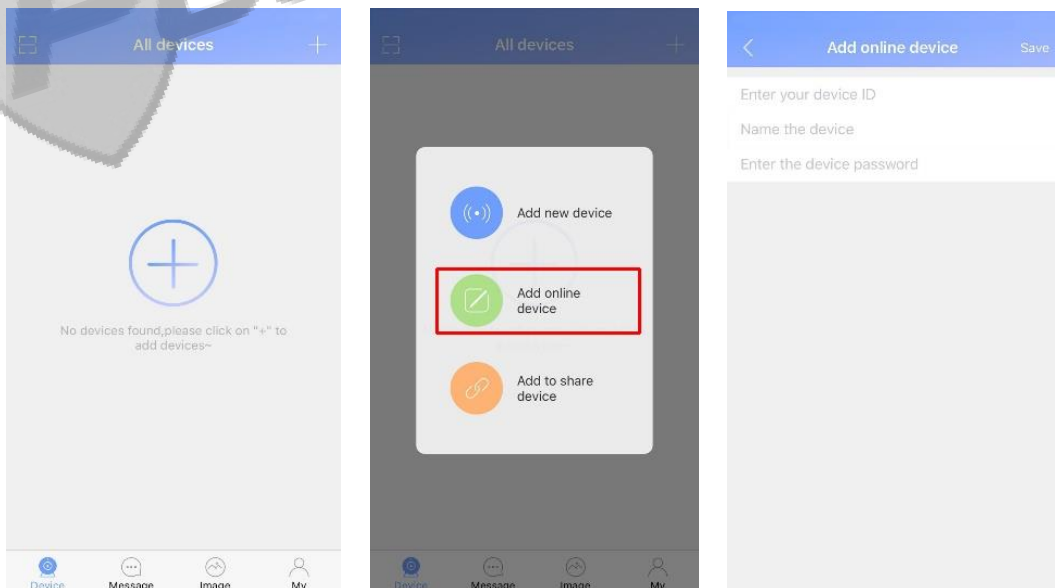 All devices
No devices found,please click on "+" to
add devices~
Device Message Image My
All devices
Add new device
Add online
device
Add to share
device
Device Message Image My
Add online device Save
Enter your device ID
Name the device
Enter the device password